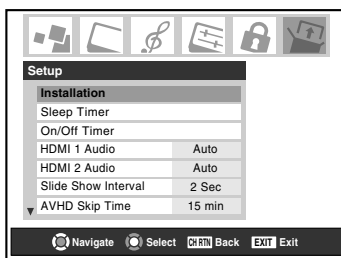 Setup
Installation
Sleep Timer
On/Off Timer
HDMI 1 Audio Auto
HDMI 2 Audio Auto
Slide Show Interval 2 Sec
AVHD Skip Time 15 min
Navigate Select CH RTN Back EXIT Exit